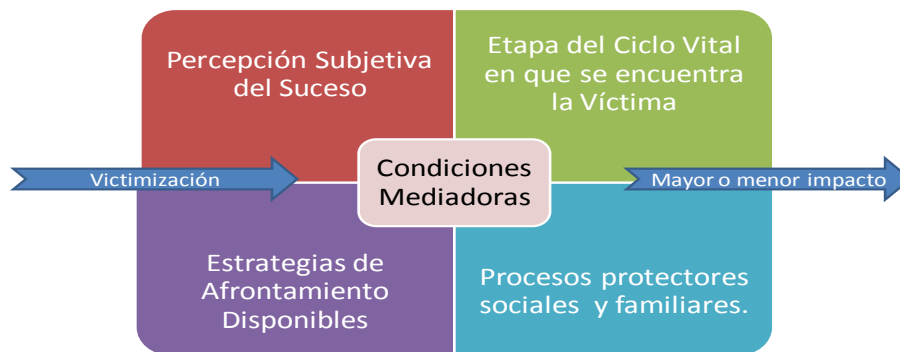 Percepción Subjetiva
del Suceso
Etapa del Ciclo Vital
en que se encuentra
la Víctima
Victimización
Condiciones
Mediadoras
Mayor o menor impacto
Estrategias de
Afrontamiento
Disponibles
Procesos protectores
sociales y familiares.